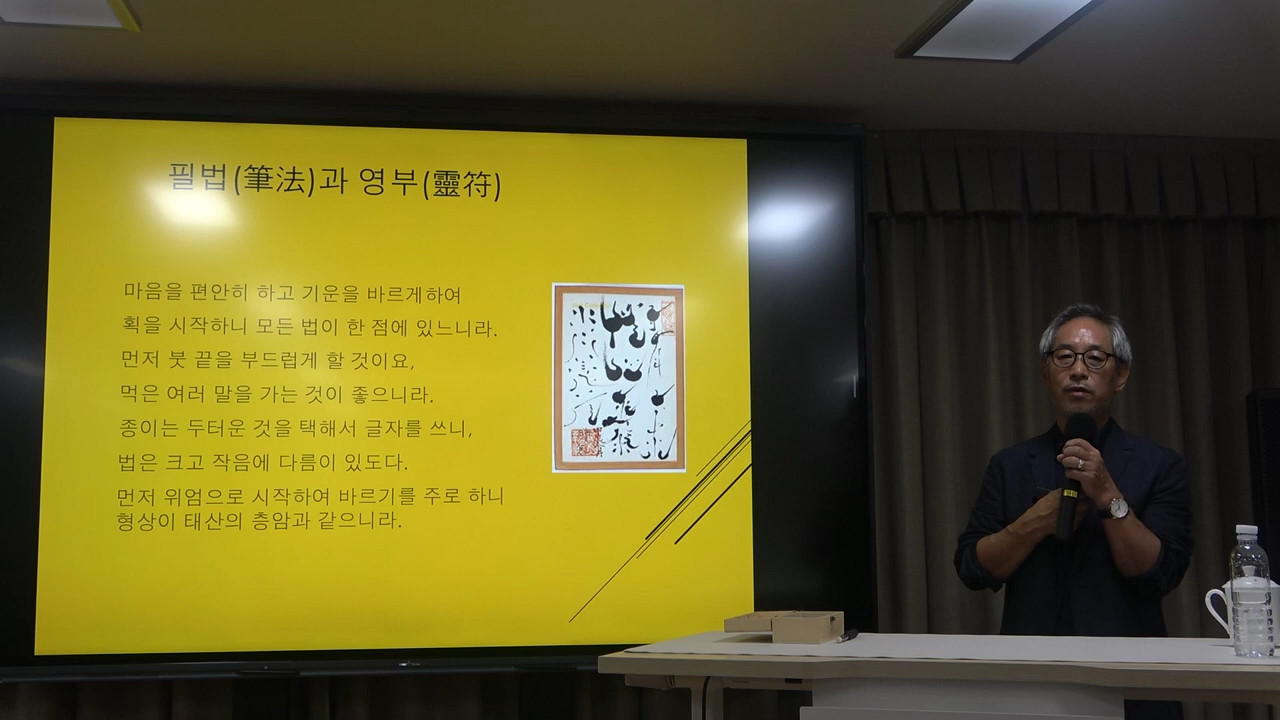 필법(筆法)과 영부(靈符)
마음을 편안히 하고 기운을 바르게하여
획을 시작하니 모든 법이 한 점에 있느니라.
먼저 붓 끝을 부드럽게 할 것이요,
먹은 여러 말을 가는 것이 좋으니라.
종이는 두터운 것을 택해서 글자를 쓰니,
법은 크고 작음에 다름이 있도다.
먼저 위엄으로 시작하여 바르기를 주로 하니
형상이 태산의 층암과 같으니라.